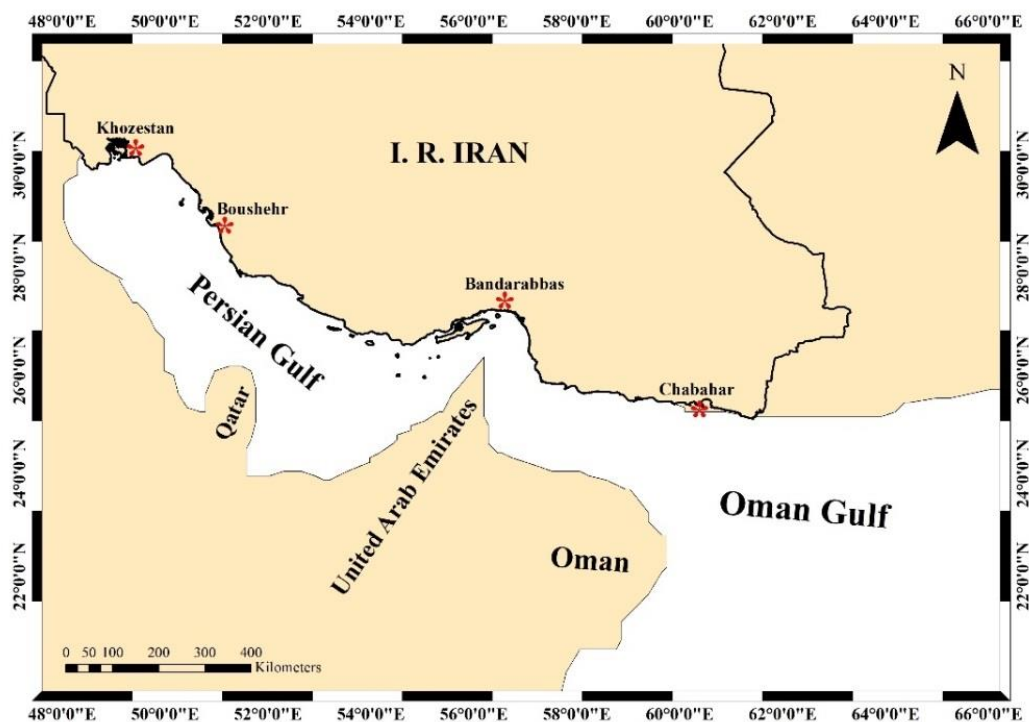 48°0'0"E 50°0'0"E 52°0'0"E 54°0'0"E 56°0'0"E 58°0'0"E 60°0'0"E 62°0'0"E 64°0'0"E 66°0'0"E
N
Khozestan
I. R. IRAN
30°0'0"N
30°0'0"N
Boushehr
28°0'0"N
28°0'0"N
Persian Gulf
Bandarabbas
26°0'0"N
26°0'0"N
Qatar
Chabahar
United Arab Emirates
24°0'0"N
24°0'0"N
Oman Gulf
Oman
22°0'0"N
22°0'0"N
0 50 100 200 300 400
Kilometers
48°0'0"E 50°0'0"E 52°0'0"E 54°0'0"E 56°0'0"E 58°0'0"E 60°0'0"E 62°0'0"E 64°0'0"E 66°0'0"E